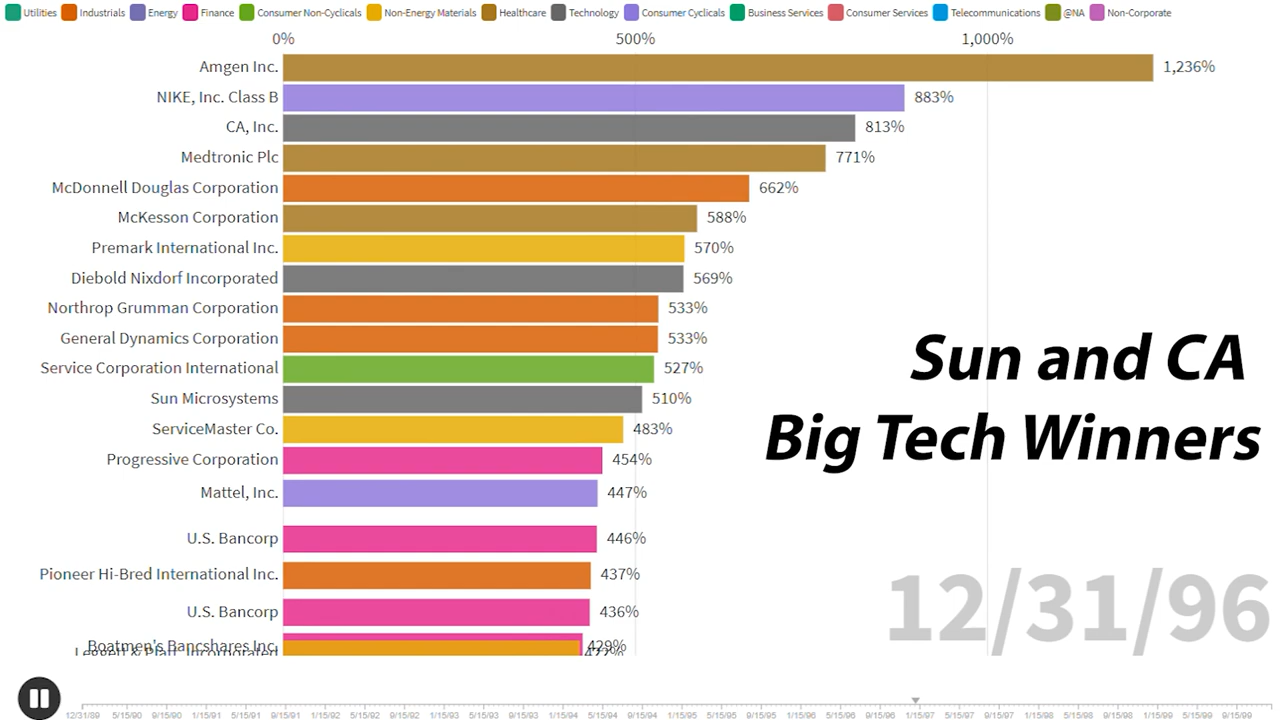 Utilities Industrials Energy Finance Consumer Non-Cyclicals Non-Energy Materials Healthcare Technology Consumer Cyclicals Business Services Consumer Services Telecommunications @NA Non-Corporate
0% 500% 1,000%
Amgen Inc. 1,236%
NIKE, Inc. Class B 883%
CA, Inc. 813%
Medtronic Plc 771%
McDonnell Douglas Corporation 662%
McKesson Corporation 588%
Premark International Inc. 570%
Diebold Nixdorf Incorporated 569%
Northrop Grumman Corporation 533%
General Dynamics Corporation 533%
Service Corporation International 527%
Sun Microsystems 510%
ServiceMaster Co. 483%
Progressive Corporation 454%
Mattel, Inc. 447%
U.S. Bancorp 446%
Pioneer Hi-Bred International Inc. 437%
U.S. Bancorp 436%
Boatmen's Bancshares Inc. 429%
Leggett & Platt, Incorporated
Sun and CA
Big Tech Winners
12/31/96
12/31/89 5/15/90 9/15/90 1/15/91 5/15/91 9/15/91 1/15/92 5/15/92 9/15/92 1/15/93 5/15/93 9/15/93 1/15/94 5/15/94 9/15/94 1/15/95 5/15/95 9/15/95 1/15/96 5/15/96 9/15/96 1/15/97 5/15/97 9/15/97 1/15/98 5/15/98 9/15/98 1/15/99 5/15/99 9/15/99